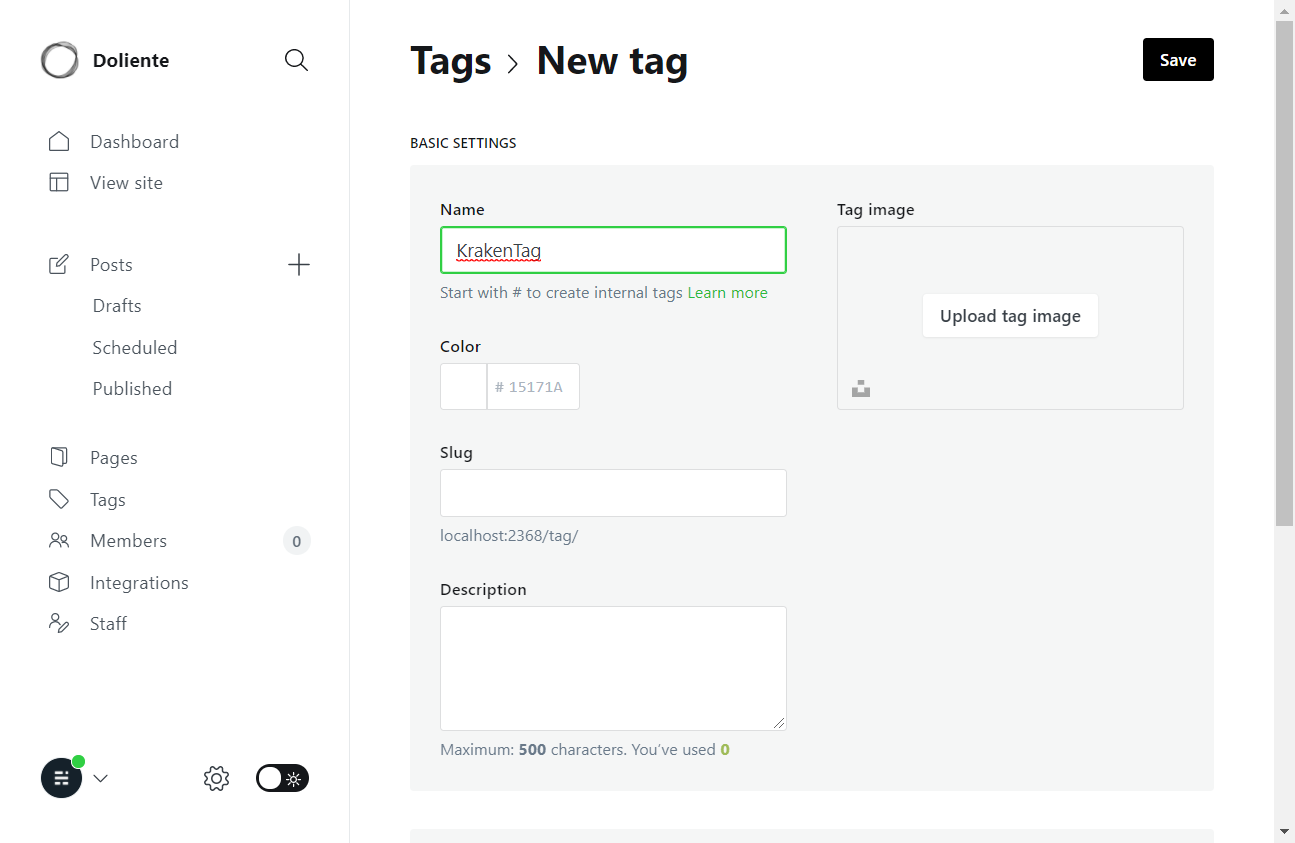 Doliente
Dashboard
View site
Posts
Drafts
Scheduled
Published
Pages
Tags
Members
0
Integrations
Staff
Tags
New tag
Save
BASIC SETTINGS
Name
KrakenTag
Start with # to create internal tags Learn more
Color
# 15171A
Slug
localhost:2368/tag/
Description
Maximum: 500 characters. You’ve used 0
Tag image
Upload tag image